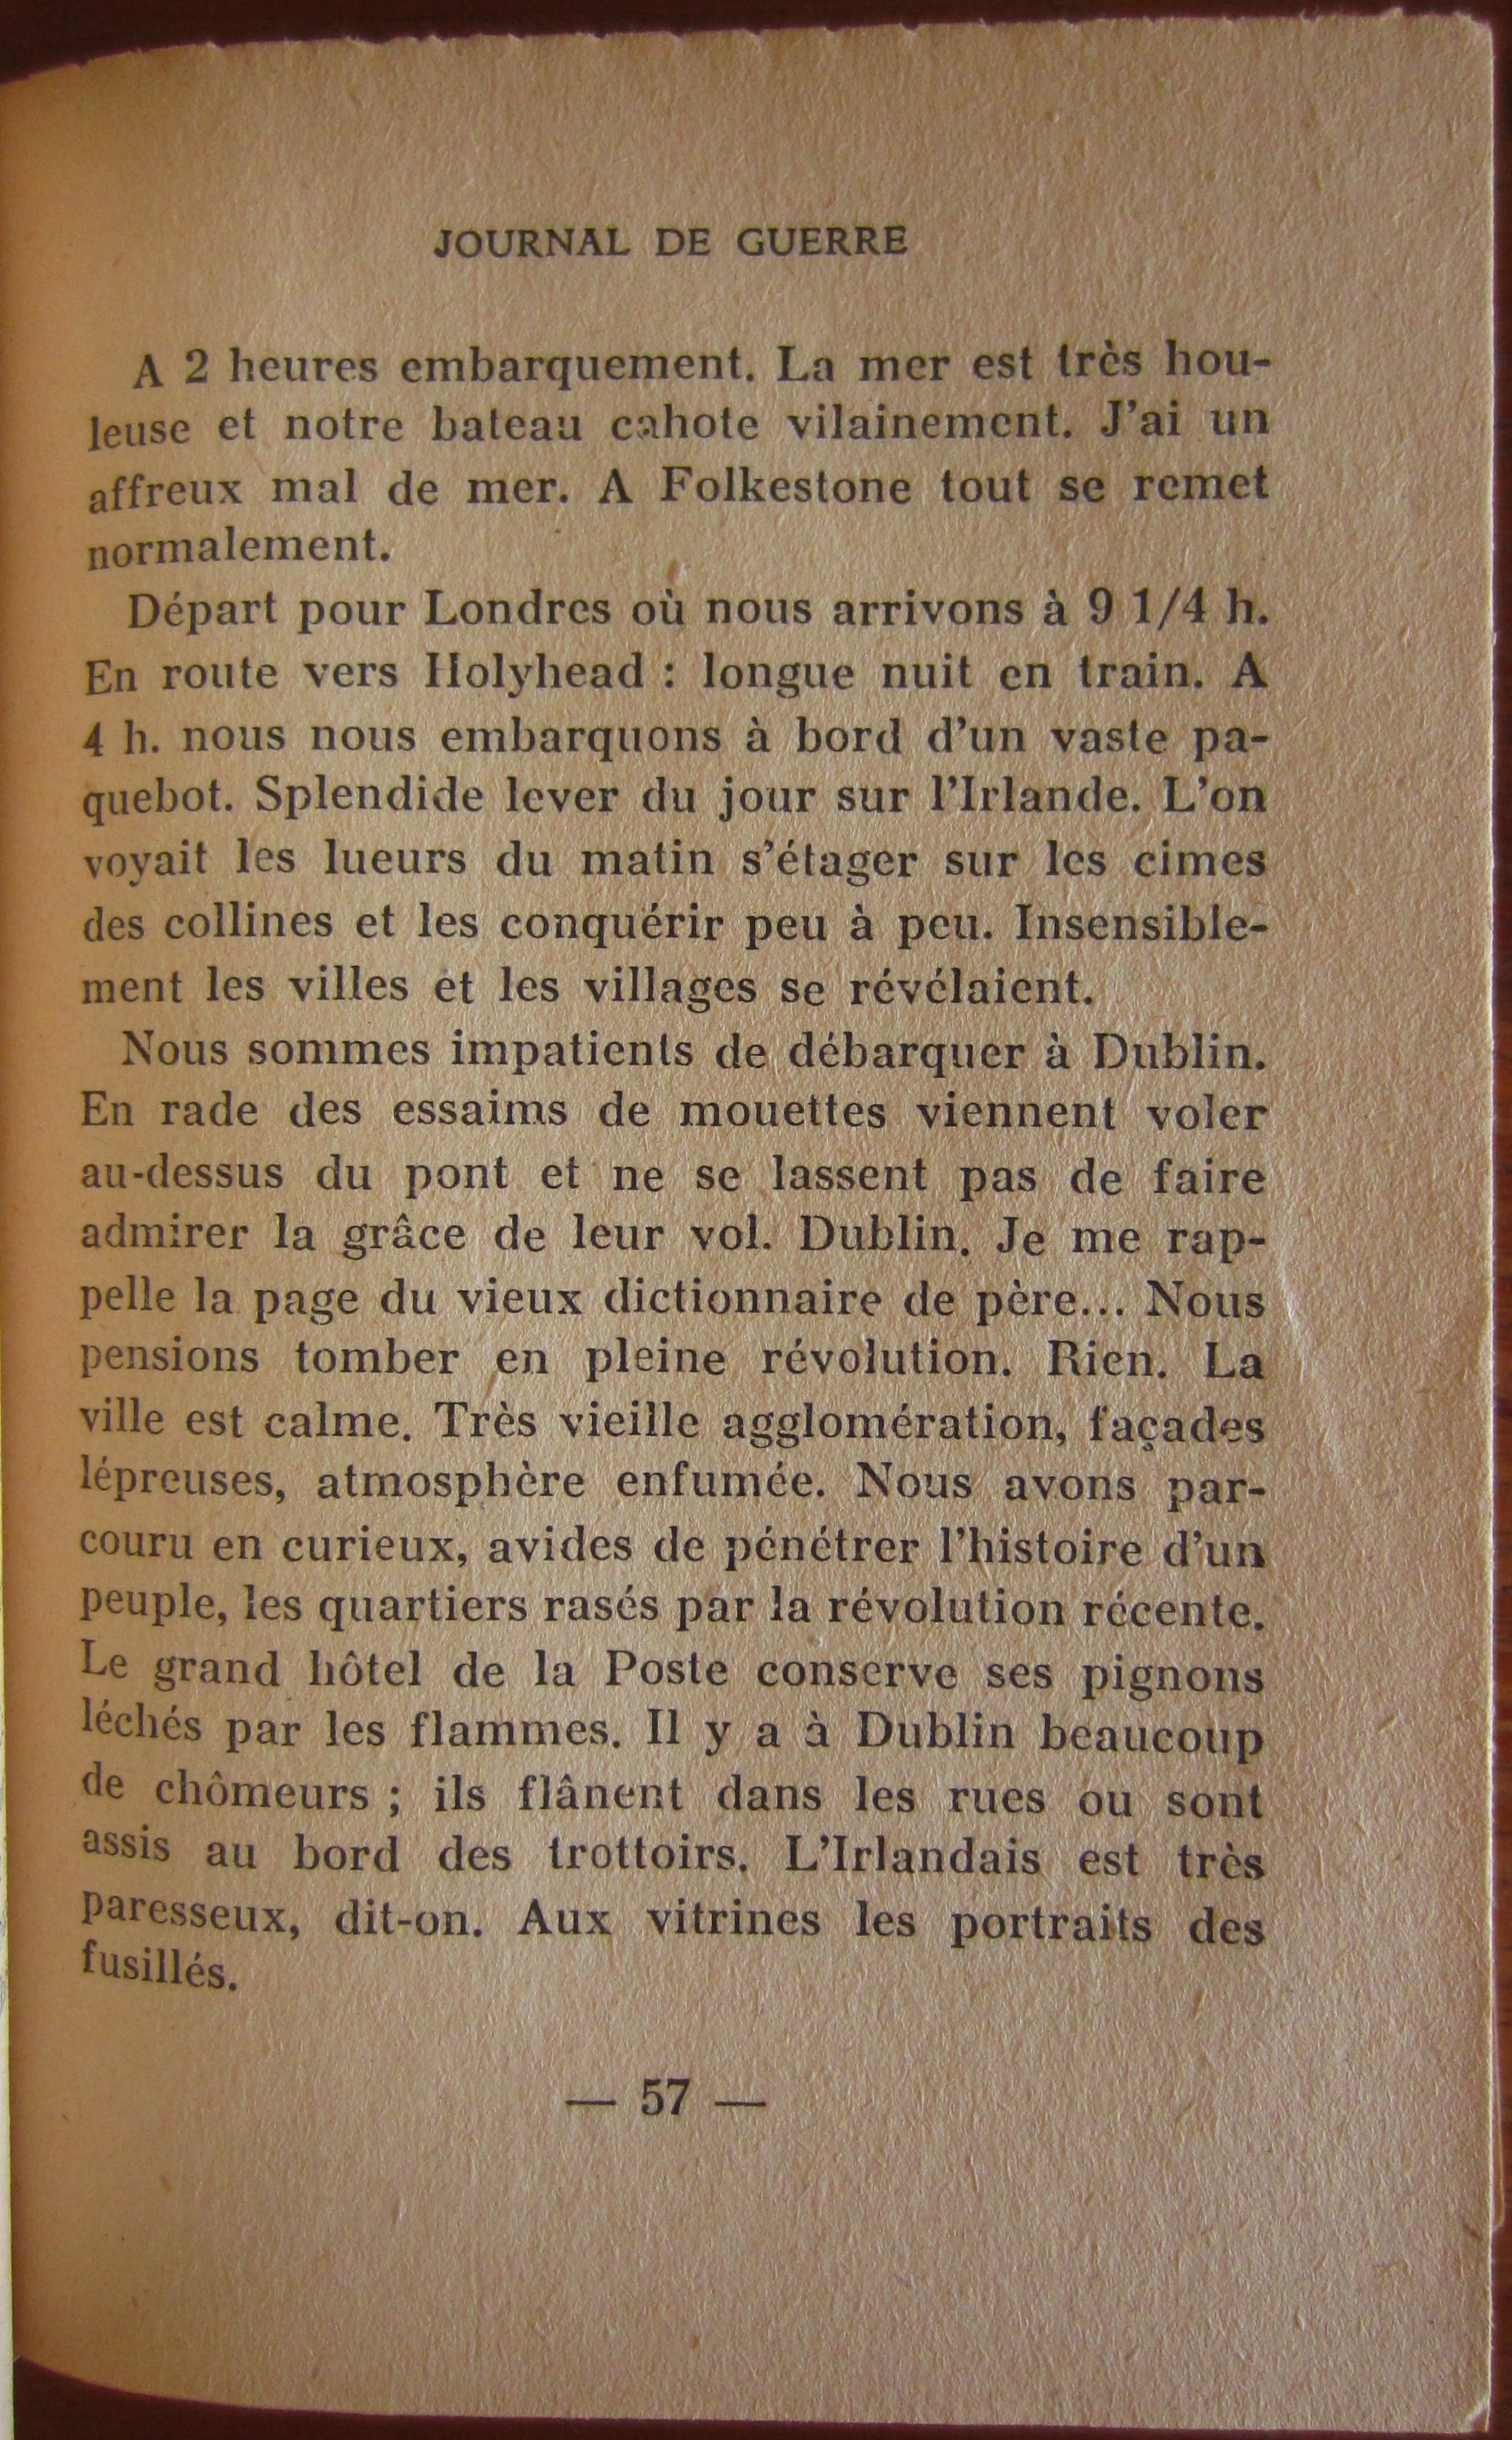 JOURNAL DE GUERRE
A 2 heures embarquement. La mer est très hou-
leuse et notre bateau cahote vilainement. J'ai un
affreux mal de mer. A Folkestone tout se remet
normalement.
Départ pour Londres où nous arrivons à 9 1/4 h.
En route vers Holyhead : longue nuit en train. A
4 h. nous nous embarquons à bord d'un vaste pa-
quebot. Splendide lever du jour sur l'Irlande. L'on
voyait les lueurs du matin s'étager sur les cimes
des collines et les conquérir peu à peu. Insensible-
ment les villes et les villages se révélaient.
Nous sommes impatients de débarquer à Dublin.
En rade des essaims de mouettes viennent voler
au-dessus du pont et ne se lassent pas de faire
admirer la grâce de leur vol. Dublin. Je me rap-
pelle la page du vieux dictionnaire de père... Nous
pensions tomber en pleine révolution. Rien. La
ville est calme. Très vieille agglomération, façades
lépreuses, atmosphère enfumée. Nous avons par-
couru en curieux, avides de pénétrer l'histoire d'un
peuple, les quartiers rasés par la révolution récente.
Le grand hôtel de la Poste conserve ses pignons
léchés par les flammes. Il y a à Dublin beaucoup
de chômeurs ; ils flânent dans les rues ou sont
assis au bord des trottoirs. L'Irlandais est très
paresseux, dit-on. Aux vitrines les portraits des
fusillés.
— 57 —